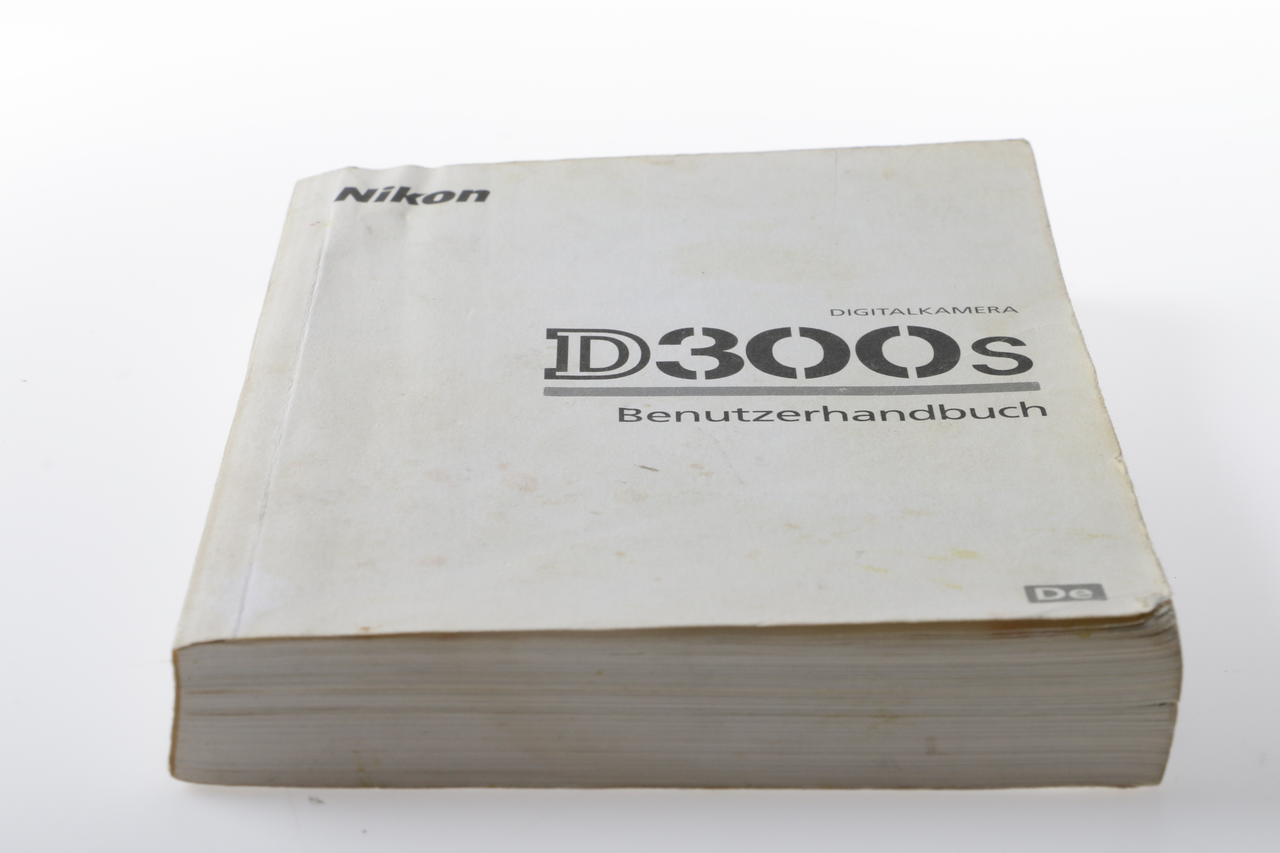 Nikon
DIGITALKAMERA
D300s
Benutzerhandbuch
De